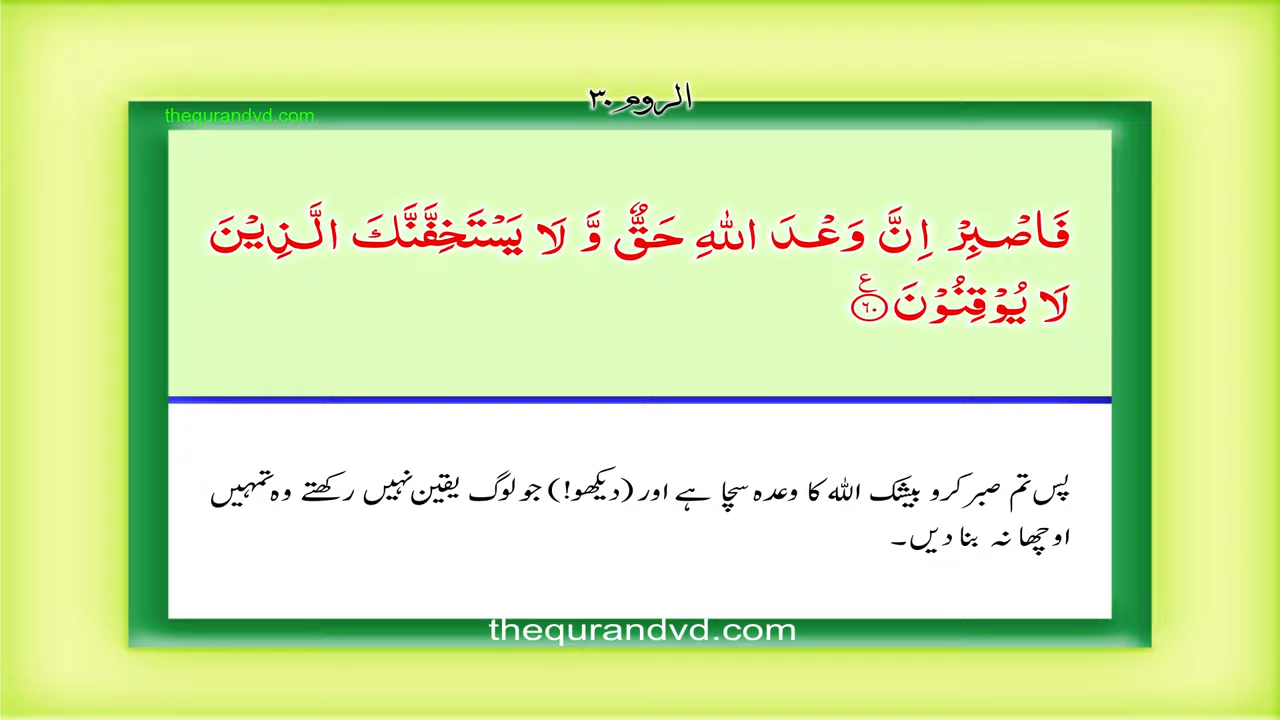 الروم ٣٠
thequrandvd.com
فَاصْبِرْ اِنَّ وَعْدَ اللّٰهِ حَقٌّ وَّ لَا یَسْتَخِفَّنَّكَ الَّذِیْنَ
لَا یُوْقِنُوْنَ ۟۠ ﴿٦٠﴾ ع
پس تم صبر کرو بیشک اللہ کا وعدہ سچا ہے اور (دیکھو!) جو لوگ یقین نہیں رکھتے وہ تمہیں
اوچھا نہ بنا دیں۔
thequrandvd.com